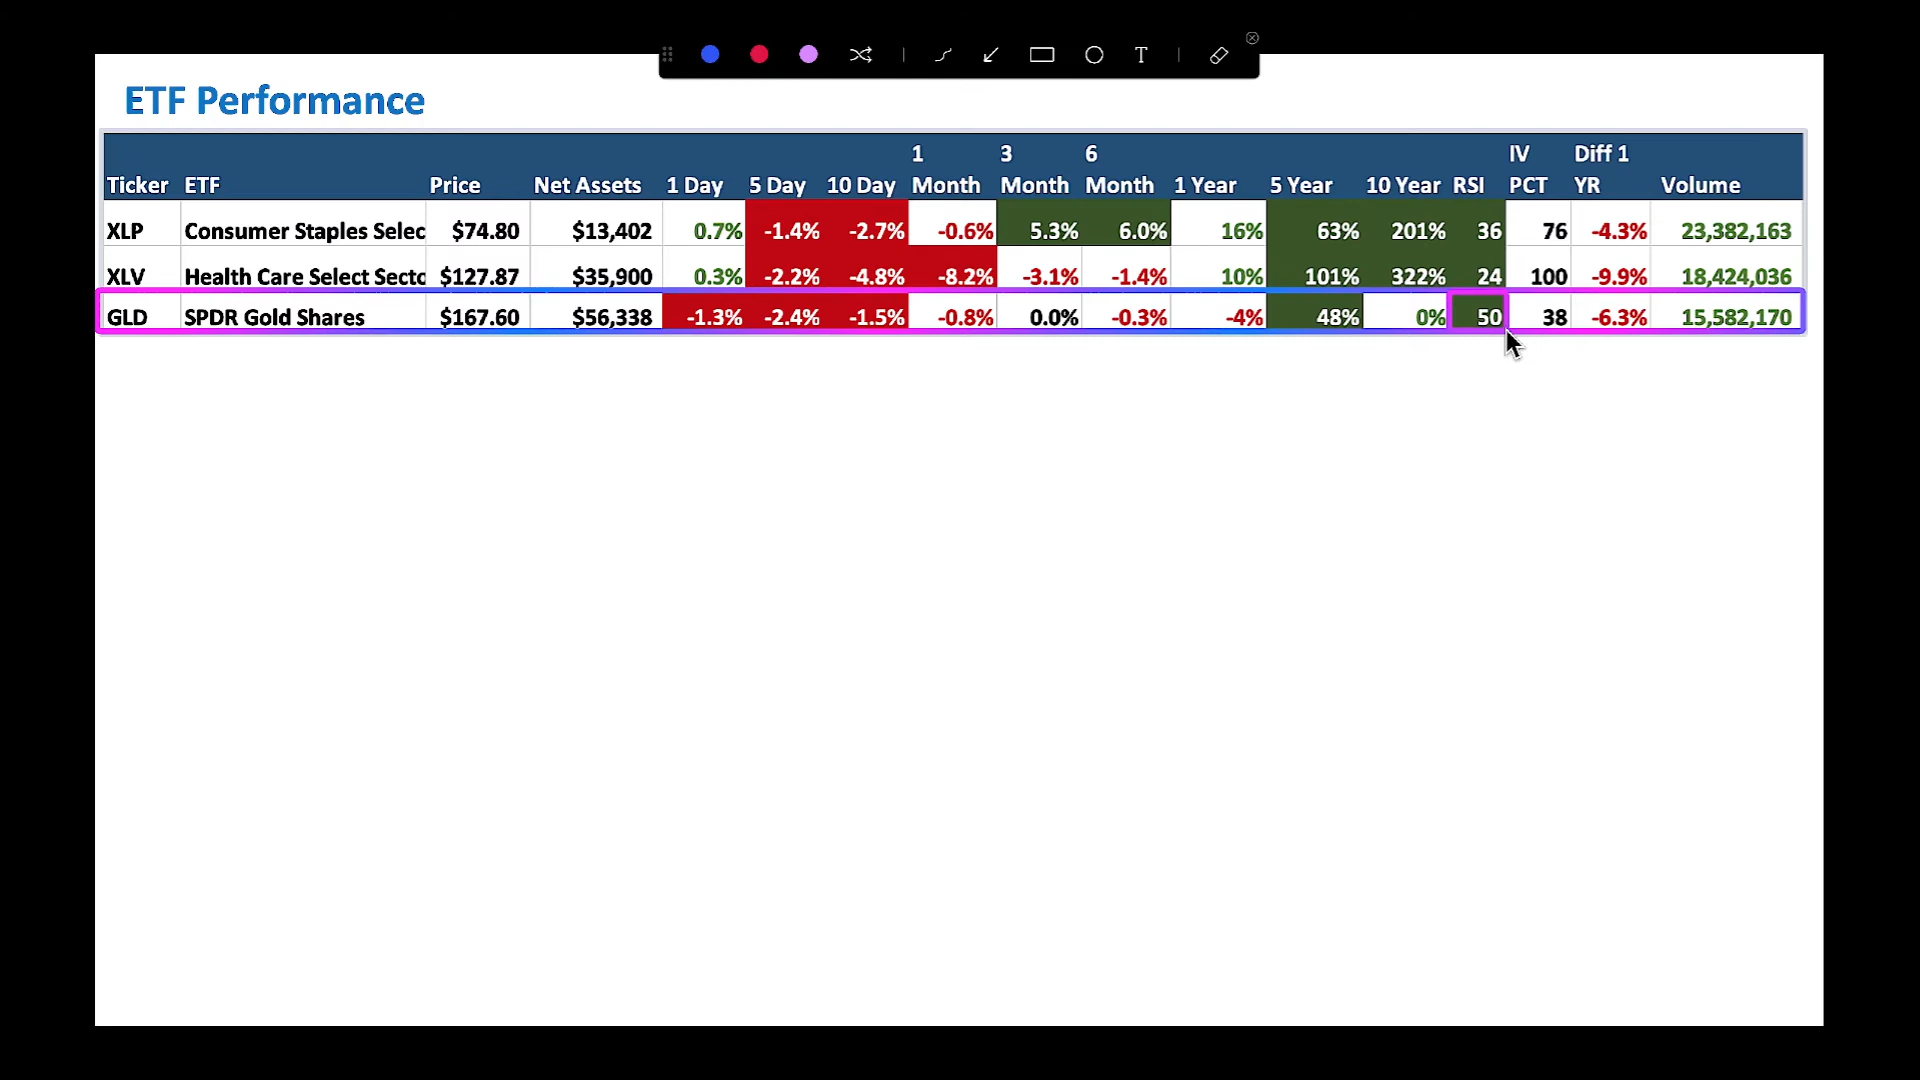 T
ETF Performance
Ticker ETF Price Net Assets 1 Day 5 Day 10 Day 1 Month 3 Month 6 Month 1 Year 5 Year 10 Year RSI IV PCT Diff 1 YR Volume
XLP Consumer Staples Selec $74.80 $13,402 0.7% -1.4% -2.7% -0.6% 5.3% 6.0% 16% 63% 201% 36 76 -4.3% 23,382,163
XLV Health Care Select Secto $127.87 $35,900 0.3% -2.2% -4.8% -8.2% -3.1% -1.4% 10% 101% 322% 24 100 -9.9% 18,424,036
GLD SPDR Gold Shares $167.60 $56,338 -1.3% -2.4% -1.5% -0.8% 0.0% -0.3% -4% 48% 0% 50 38 -6.3% 15,582,170